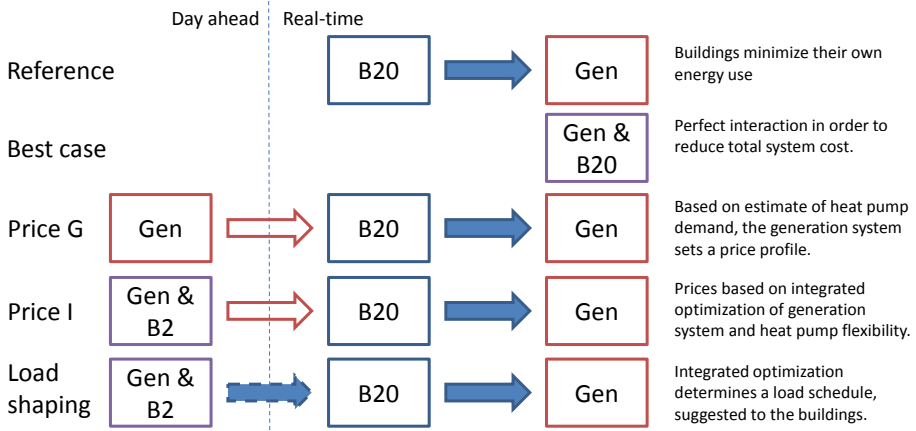 Day ahead
Real-time
Reference
B20
Gen
Buildings minimize their own
energy use
Best case
Gen &
B20
Perfect interaction in order to
reduce total system cost.
Price G
Gen
B20
Gen
Based on estimate of heat pump
demand, the generation system
sets a price profile.
Price I
Gen &
B2
B20
Gen
Prices based on integrated
optimization of generation
system and heat pump flexibility.
Load
shaping
Gen &
B2
B20
Gen
Integrated optimization
determines a load schedule,
suggested to the buildings.